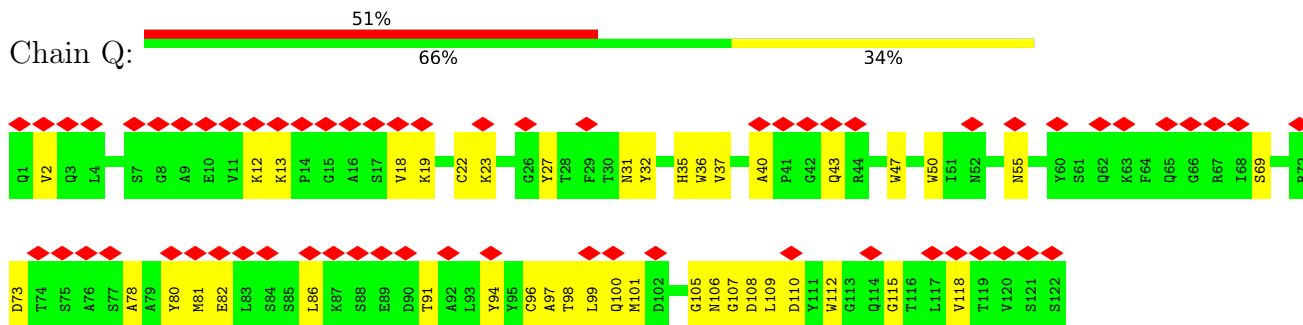 51%
Chain Q:
66% 34%
Q1 V2 Q3 L4 S7 G8 A9 E10 V11 K12 K13 P14 G15 A16 S17 V18 K19 C22 K23 G26 Y27 T28 F29 T30 N31 Y32 H35 W36 V37 A40 P41 G42 Q43 R44 W47 W50 I51 N52 N55 Y60 S61 Q62 K63 F64 Q65 G66 R67 I68 S69
D73 T74 S75 A76 S77 A78 A79 Y80 M81 E82 L83 S84 S85 L86 K87 S88 E89 D90 T91 A92 L93 Y94 Y95 C96 A97 T98 L99 Q100 M101 D102 G105 N106 G107 D108 L109 D110 Y111 W112 G113 Q114 G115 T116 L117 V118 T119 V120 S121 S122